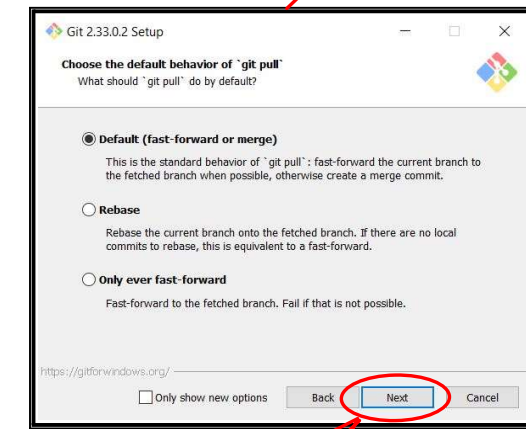 Git 2.33.0.2 Setup
Choose the default behavior of `git pull`
What should `git pull` do by default?
Default (fast-forward or merge)
This is the standard behavior of `git pull`: fast-forward the current branch to
the fetched branch when possible, otherwise create a merge commit.
Rebase
Rebase the current branch onto the fetched branch. If there are no local
commits to rebase, this is equivalent to a fast-forward.
Only ever fast-forward
Fast-forward to the fetched branch. Fail if that is not possible.
https://gitforwindows.org/
Only show new options Back Next Cancel